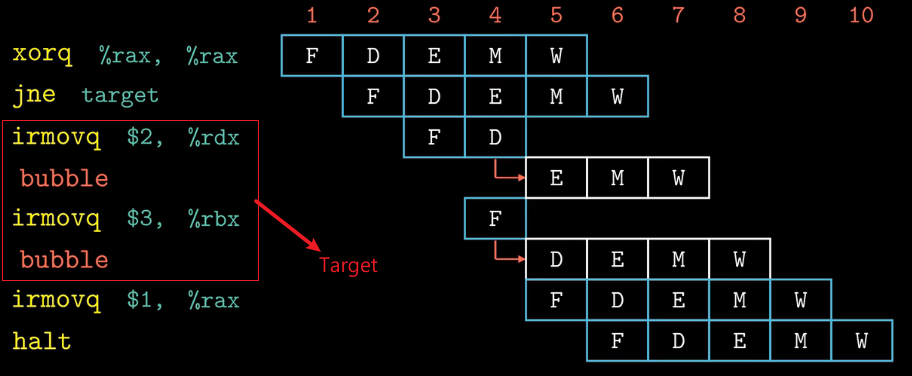 1 2 3 4 5 6 7 8 9 10
xorq %rax, %rax F D E M W
jne target F D E M W
irmovq $2, %rdx F D
bubble E M W
irmovq $3, %rbx F
bubble D E M W
Target
irmovq $1, %rax F D E M W
halt F D E M W